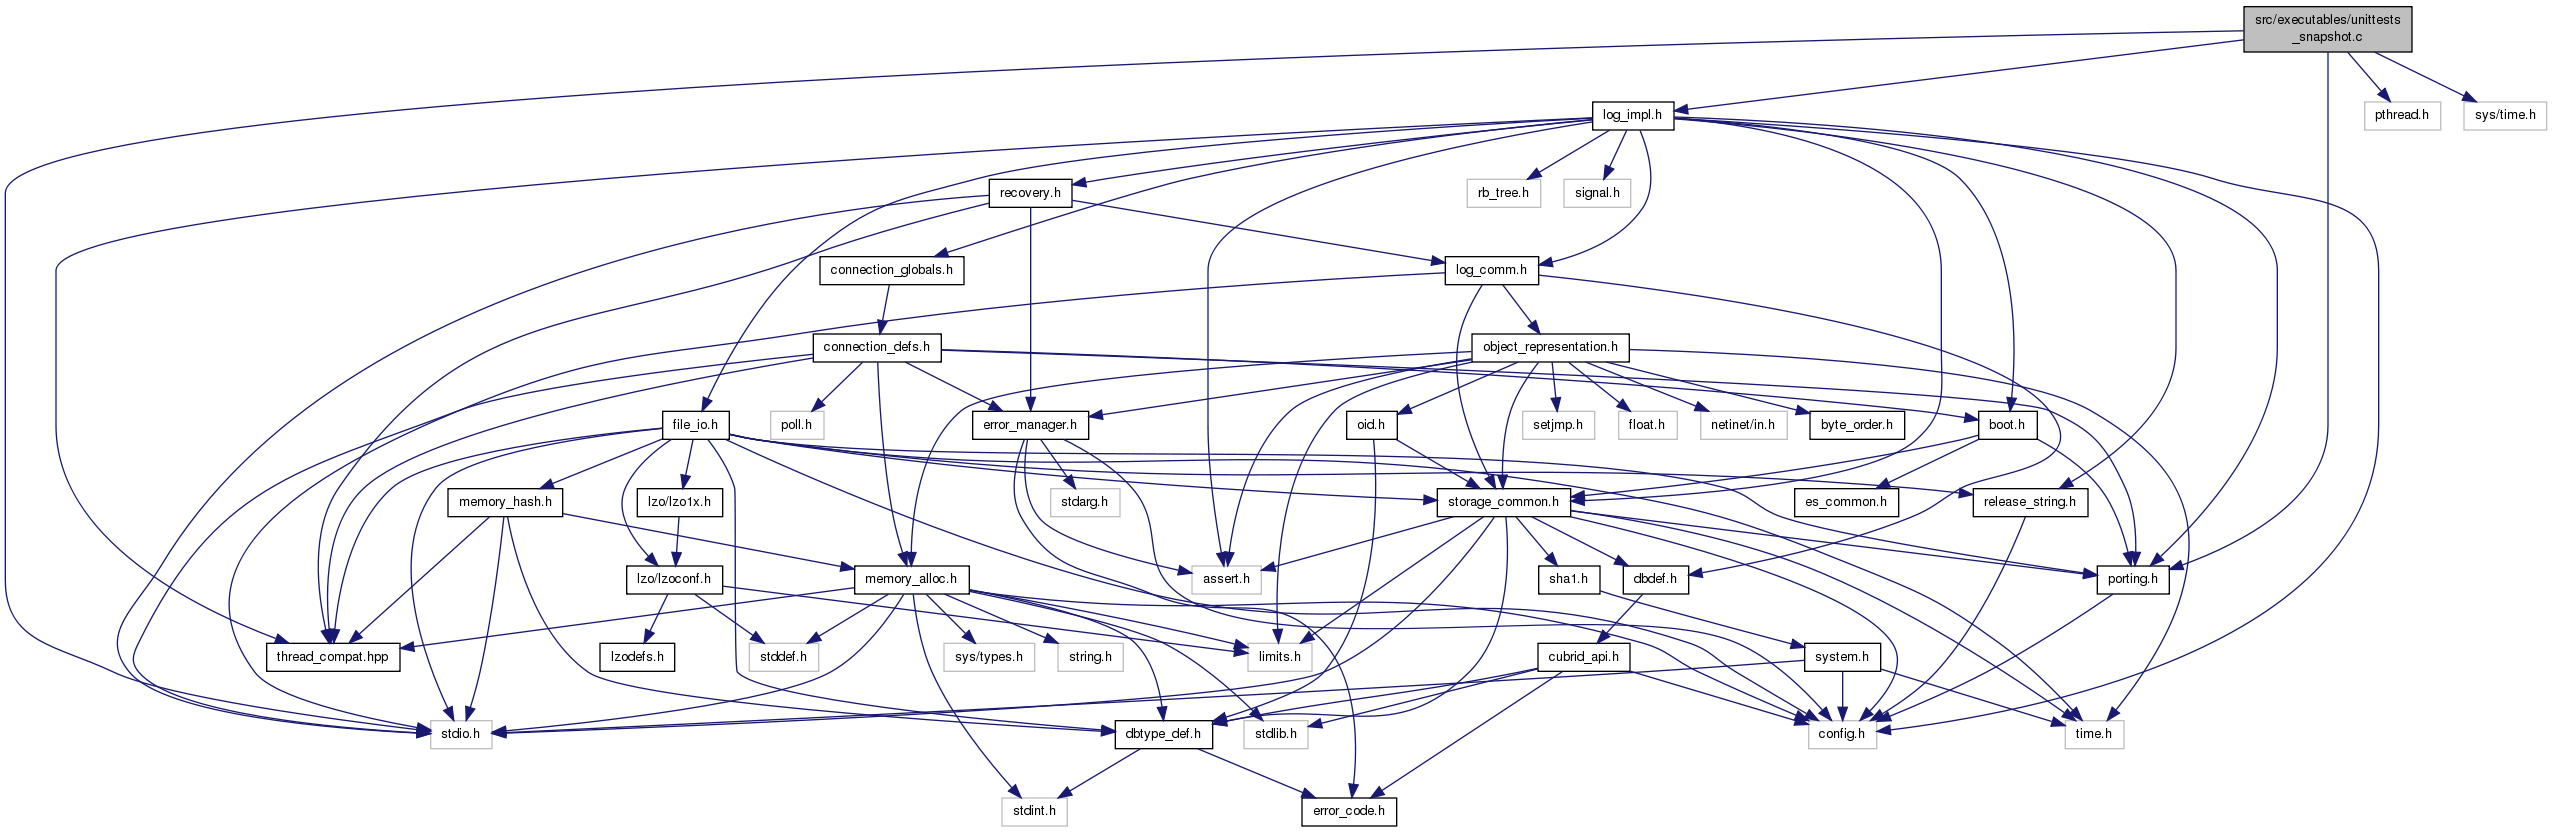 src/executables/unittests
_snapshot.c
log_impl.h
pthread.h
sys/time.h
recovery.h
rb_tree.h
signal.h
connection_globals.h
log_comm.h
connection_defs.h
object_representation.h
file_io.h
poll.h
error_manager.h
oid.h
setjmp.h
float.h
netinet/in.h
byte_order.h
boot.h
memory_hash.h
lzo/lzo1x.h
stdarg.h
storage_common.h
es_common.h
release_string.h
lzo/lzoconf.h
memory_alloc.h
assert.h
sha1.h
dbdef.h
porting.h
thread_compat.hpp
lzodefs.h
stddef.h
sys/types.h
string.h
limits.h
cubrid_api.h
system.h
stdio.h
dbtype_def.h
stdlib.h
config.h
time.h
stdint.h
error_code.h